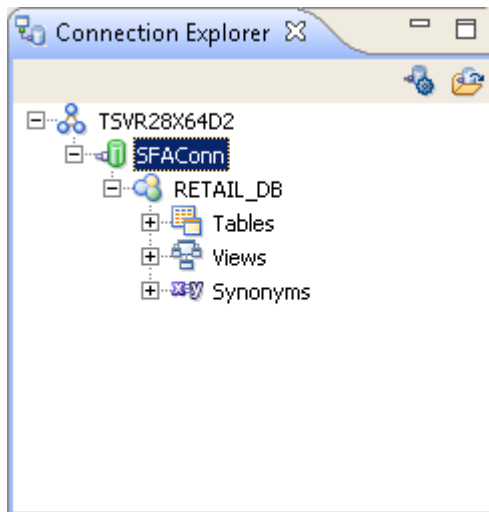 Connection Explorer
TSVR28X64D2
SFAConn
RETAIL_DB
Tables
Views
Synonyms